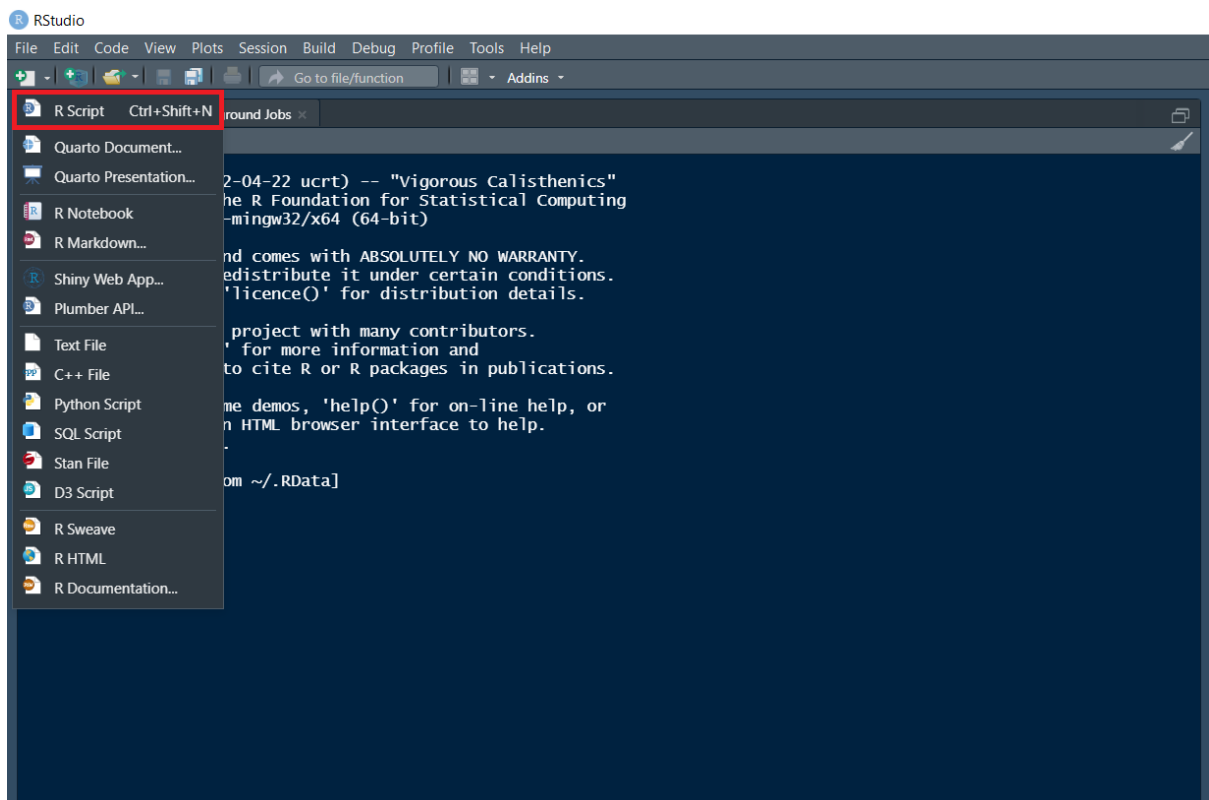 RStudio
File Edit Code View Plots Session Build Debug Profile Tools Help
Go to file/function Addins
R Script Ctrl+Shift+N
round Jobs
Quarto Document...
Quarto Presentation...
R Notebook
R Markdown...
Shiny Web App...
Plumber API...
Text File
C++ File
Python Script
SQL Script
Stan File
D3 Script
R Sweave
R HTML
R Documentation...
2-04-22 ucrt) -- "Vigorous Calisthenics"
he R Foundation for Statistical Computing
-mingw32/x64 (64-bit)
nd comes with ABSOLUTELY NO WARRANTY.
edistribute it under certain conditions.
'licence()' for distribution details.
project with many contributors.
' for more information and
to cite R or R packages in publications.
me demos, 'help()' for on-line help, or
n HTML browser interface to help.
.
om ~/.RData]